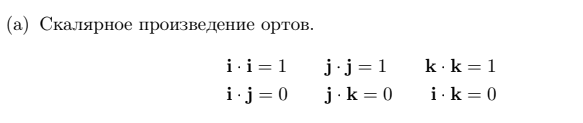 (a) Скалярное произведение ортов.
i · i = 1 j · j = 1 k · k = 1
i · j = 0 j · k = 0 i · k = 0